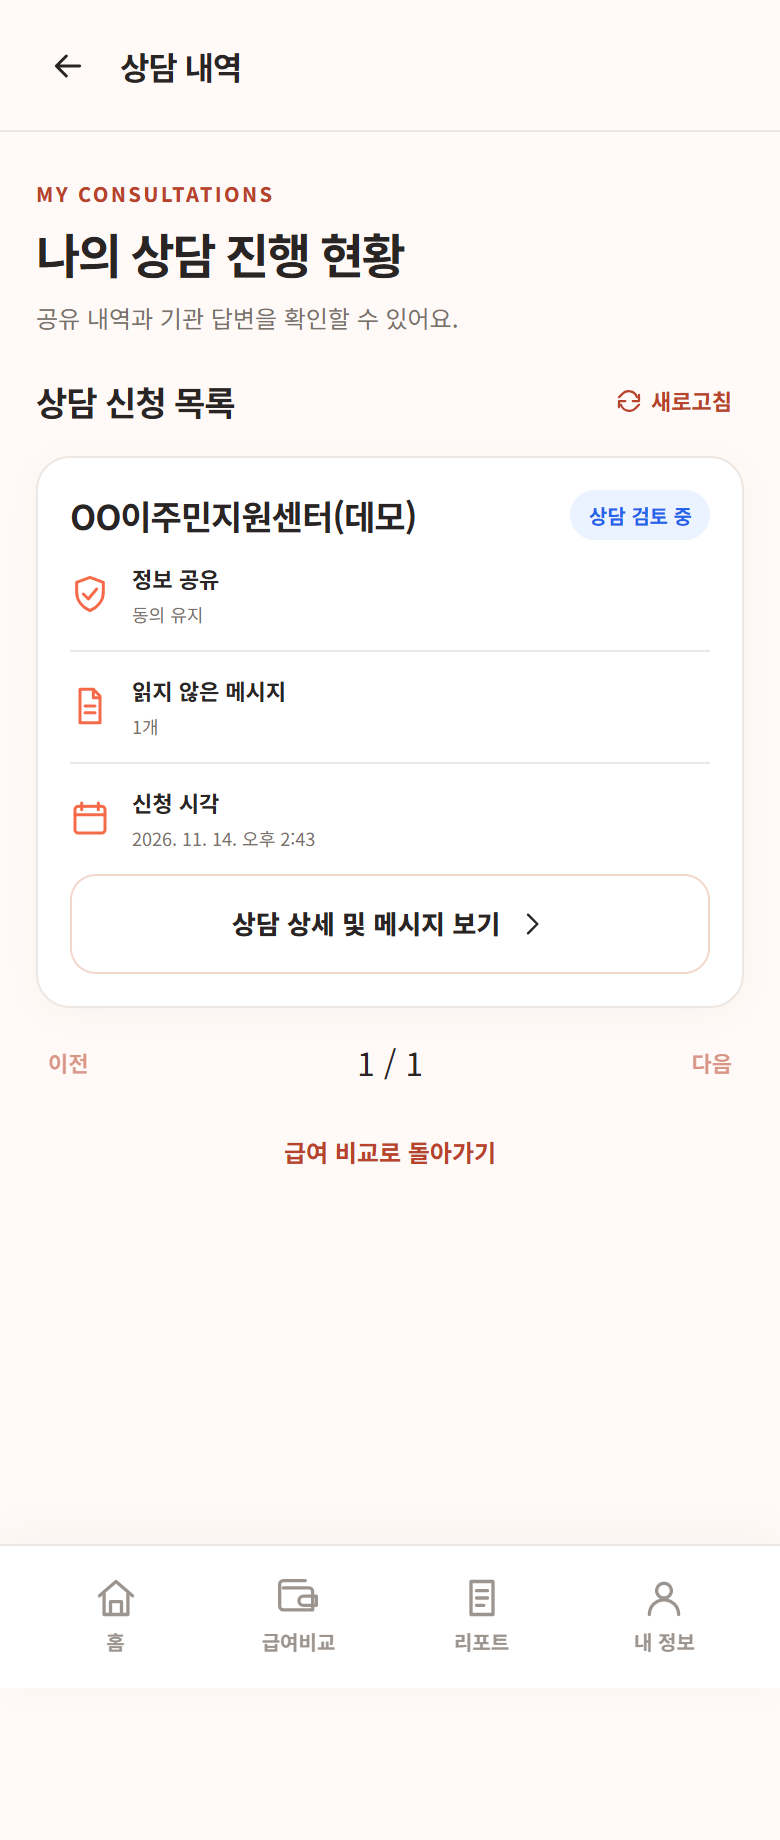 상담 내역
MY CONSULTATIONS
나의 상담 진행 현황
공유 내역과 기관 답변을 확인할 수 있어요.
상담 신청 목록
새로고침
OO이주민지원센터(데모)
상담 검토 중
정보 공유
동의 유지
읽지 않은 메시지
1개
신청 시각
2026. 11. 14. 오후 2:43
상담 상세 및 메시지 보기
이전
1 / 1
다음
급여 비교로 돌아가기
홈
급여비교
리포트
내 정보